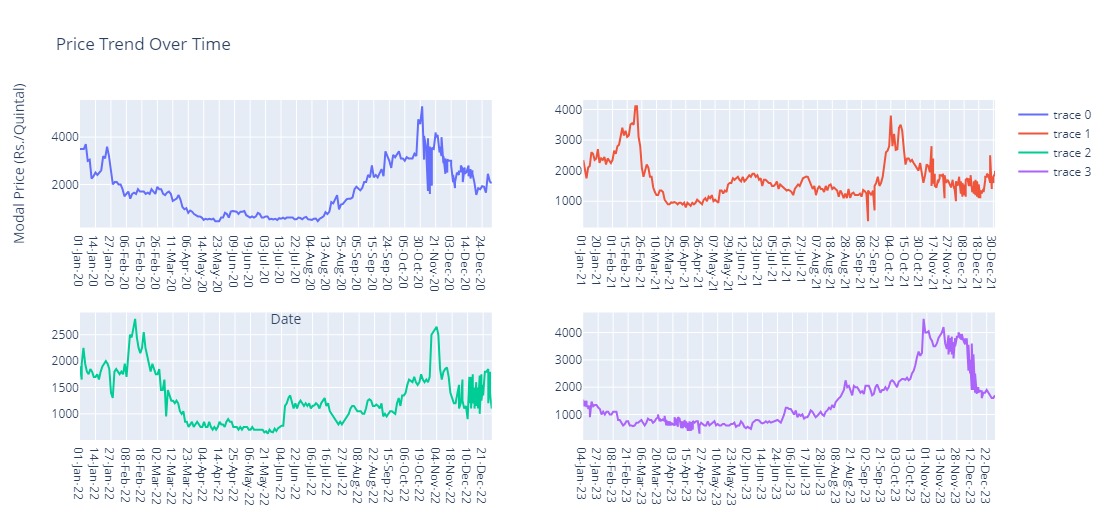 Price Trend Over Time
Modal Price (Rs./Quintal)
4000
2000
01-Jan-20
14-Jan-20
27-Jan-20
06-Feb-20
15-Feb-20
26-Feb-20
11-Mar-20
13-Apr-20
14-May-20
23-May-20
09-Jun-20
19-Jun-20
03-Jul-20
13-Jul-20
22-Jul-20
04-Aug-20
14-Aug-20
25-Aug-20
05-Sep-20
15-Sep-20
24-Sep-20
05-Oct-20
30-Oct-20
21-Nov-20
03-Dec-20
14-Dec-20
24-Dec-20
4000
3000
2000
1000
01-Jan-21
20-Jan-21
01-Feb-21
15-Feb-21
26-Feb-21
10-Mar-21
25-Mar-21
06-Apr-21
26-Apr-21
07-May-21
29-May-21
12-Jun-21
23-Jun-21
05-Jul-21
16-Jul-21
27-Jul-21
07-Aug-21
17-Aug-21
28-Aug-21
08-Sep-21
22-Sep-21
04-Oct-21
15-Oct-21
30-Oct-21
17-Nov-21
27-Nov-21
08-Dec-21
18-Dec-21
30-Dec-21
trace 0
trace 1
trace 2
trace 3
Date
2500
2000
1500
1000
01-Jan-22
14-Jan-22
27-Jan-22
08-Feb-22
18-Feb-22
02-Mar-22
12-Mar-22
23-Mar-22
04-Apr-22
14-Apr-22
25-Apr-22
06-May-22
21-May-22
02-Jun-22
22-Jun-22
06-Jul-22
16-Jul-22
27-Jul-22
08-Aug-22
22-Aug-22
15-Sep-22
06-Oct-22
19-Oct-22
04-Nov-22
18-Nov-22
10-Dec-22
21-Dec-22
4000
3000
2000
1000
04-Jan-23
27-Jan-23
08-Feb-23
21-Feb-23
06-Mar-23
20-Mar-23
03-Apr-23
15-Apr-23
27-Apr-23
10-May-23
23-May-23
02-Jun-23
14-Jun-23
24-Jun-23
06-Jul-23
17-Jul-23
28-Jul-23
09-Aug-23
21-Aug-23
02-Sep-23
21-Sep-23
03-Oct-23
13-Oct-23
01-Nov-23
13-Nov-23
28-Nov-23
12-Dec-23
22-Dec-23